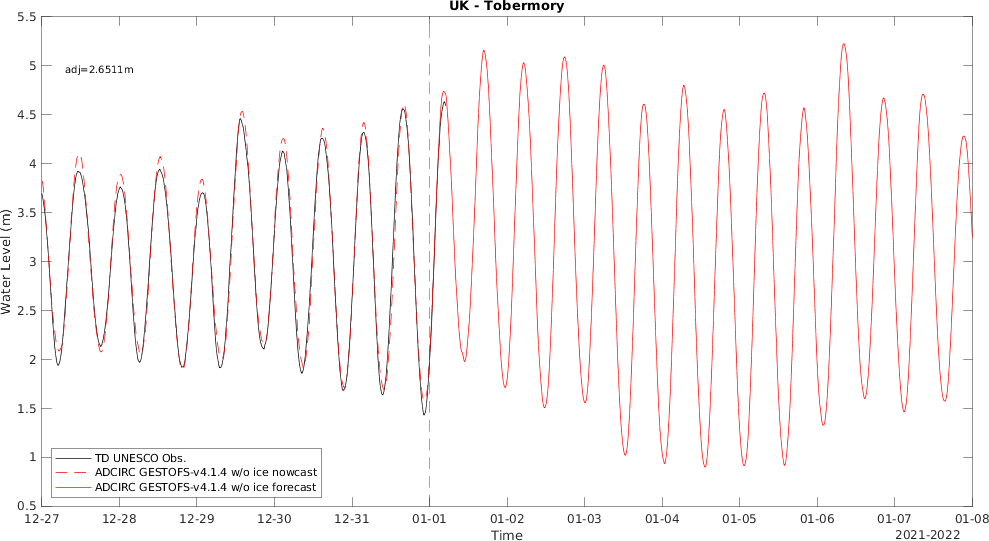 UK - Tobermory
5.5
5
4.5
4
3.5
3
2.5
2
1.5
1
0.5
Water Level (m)
adj=2.6511m
TD UNESCO Obs.
ADCIRC GESTOFS-v4.1.4 w/o ice nowcast
ADCIRC GESTOFS-v4.1.4 w/o ice forecast
12-27 12-28 12-29 12-30 12-31 01-01 01-02 01-03 01-04 01-05 01-06 01-07 01-08
Time
2021-2022